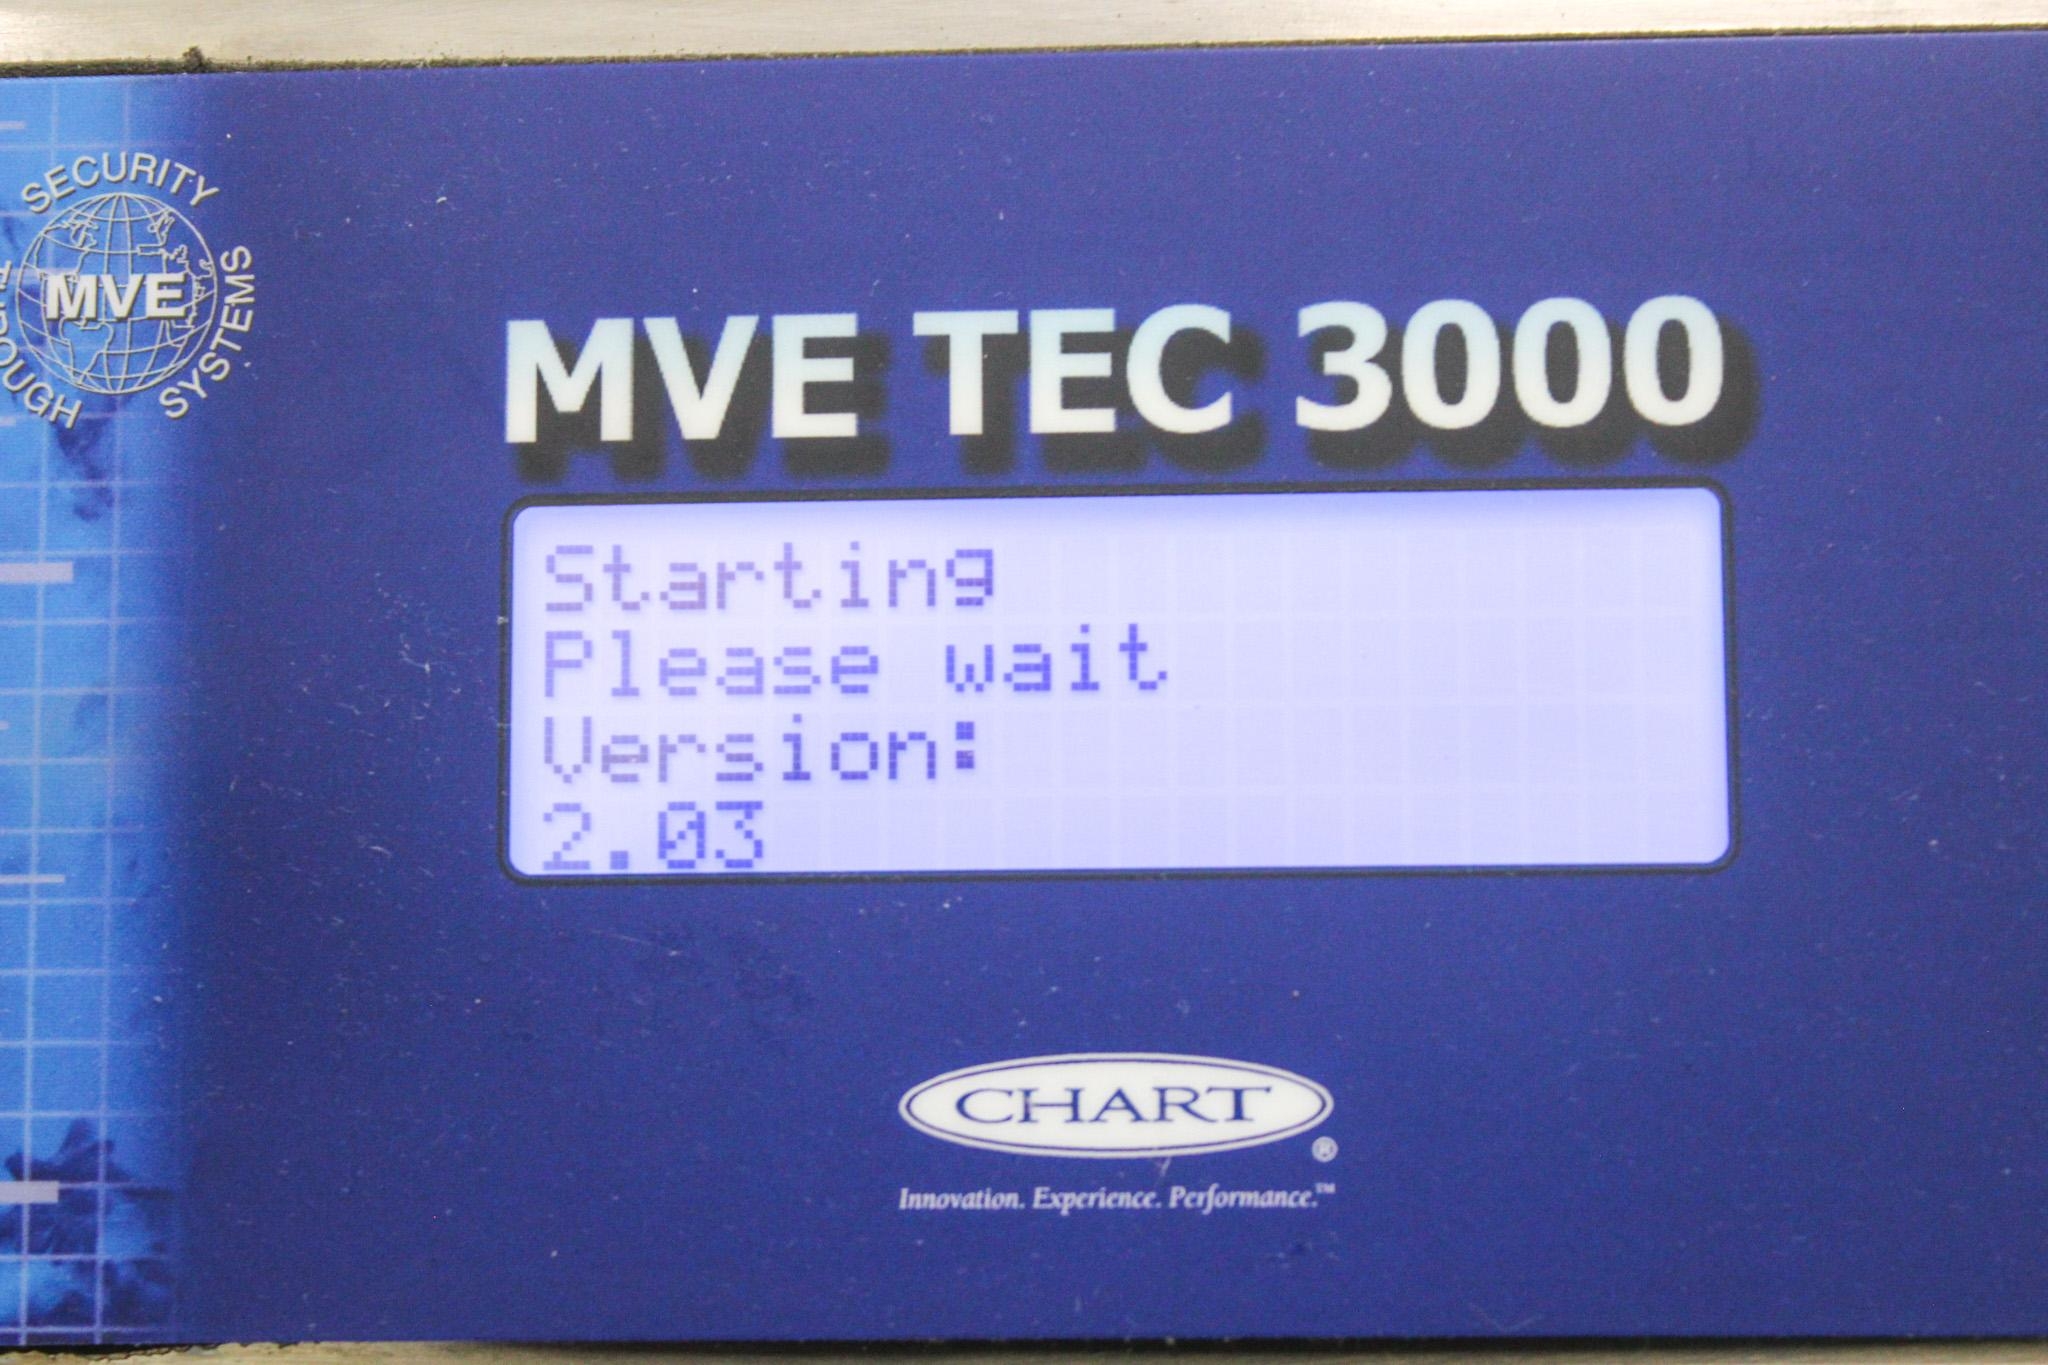 SECURITY
THROUGH
SYSTEMS
MVE
MVE TEC 3000
Starting
Please wait
Version:
2.03
CHART®
Innovation. Experience. Performance.™